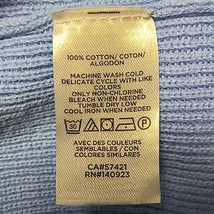 100% COTTON/ COTON/
ALGODON
MACHINE WASH COLD
DELICATE CYCLE WITH LIKE
COLORS
ONLY NON-CHLORINE
BLEACH WHEN NEEDED
TUMBLE DRY LOW
COOL IRON WHEN NEEDED
30
AVEC DES COULEURS
SEMBLABLES / CON
COLORES SIMILARES
CA#57421
RN#140923